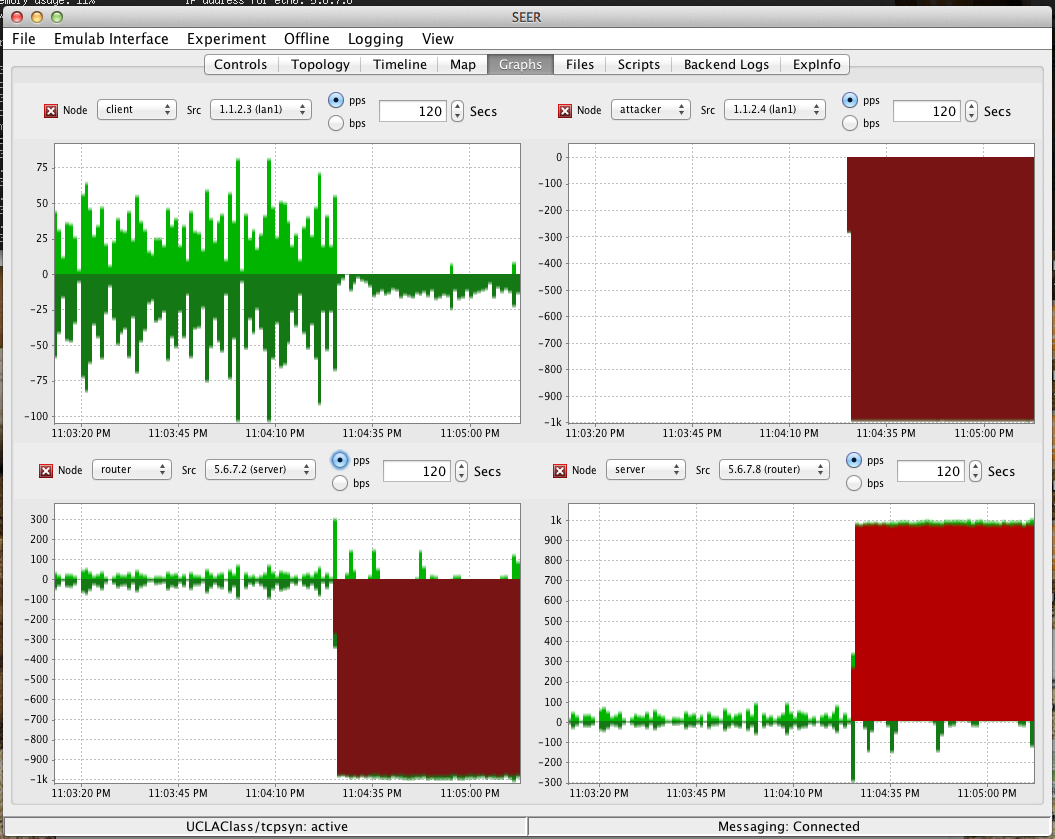 emory usage: 11% IP address for eth0: 5.6.7.8
SEER
File Emulab Interface Experiment Offline Logging View
Controls Topology Timeline Map Graphs Files Scripts Backend Logs ExpInfo
Node client Src 1.1.2.3 (lan1) pps bps 120 Secs
Node attacker Src 1.1.2.4 (lan1) pps bps 120 Secs
75
50
25
0
-25
-50
-75
-100
11:03:20 PM 11:03:45 PM 11:04:10 PM 11:04:35 PM 11:05:00 PM
0
-100
-200
-300
-400
-500
-600
-700
-800
-900
-1k
11:03:20 PM 11:03:45 PM 11:04:10 PM 11:04:35 PM 11:05:00 PM
Node router Src 5.6.7.2 (server) pps bps 120 Secs
Node server Src 5.6.7.8 (router) pps bps 120 Secs
300
200
100
0
-100
-200
-300
-400
-500
-600
-700
-800
-900
-1k
11:03:20 PM 11:03:45 PM 11:04:10 PM 11:04:35 PM 11:05:00 PM
1k
900
800
700
600
500
400
300
200
100
0
-100
-200
-300
11:03:20 PM 11:03:45 PM 11:04:10 PM 11:04:35 PM 11:05:00 PM
UCLAClass/tcpsyn: active
Messaging: Connected